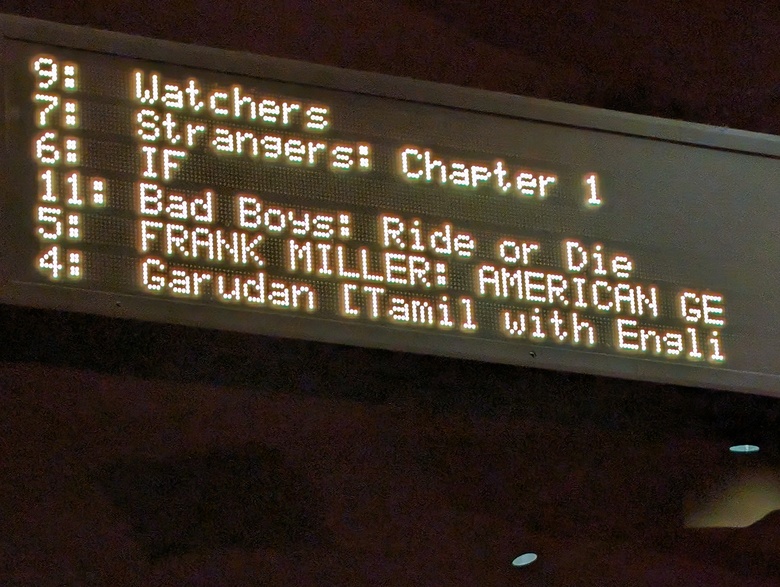 9: Watchers
7: Strangers: Chapter 1
6: IF
11: Bad Boys: Ride or Die
5: FRANK MILLER: AMERICAN GE
4: Garudan [Tamil with Engli